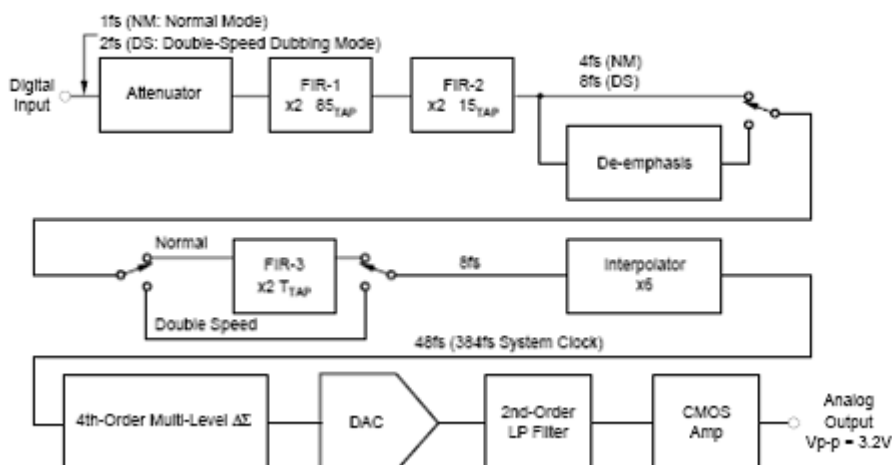 1fs (NM: Normal Mode)
2fs (DS: Double-Speed Dubbing Mode)
Digital
Input
Attenuator
FIR-1
x2 85TAP
FIR-2
x2 15TAP
4fs (NM)
8fs (DS)
De-emphasis
Normal
FIR-3
x2 TTAP
Double Speed
8fs
Interpolator
x6
48fs (384fs System Clock)
4th-Order Multi-Level ΔΣ
DAC
2nd-Order
LP Filter
CMOS
Amp
Analog
Output
Vp-p = 3.2V